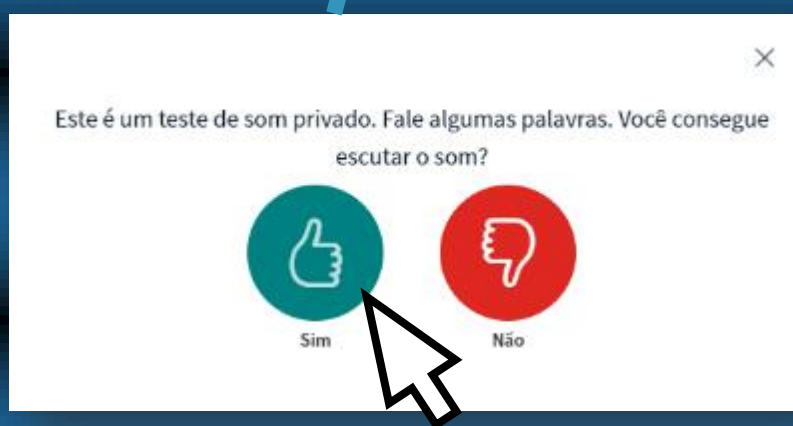 Este é um teste de som privado. Fale algumas palavras. Você consegue
escutar o som?
Sim
Não